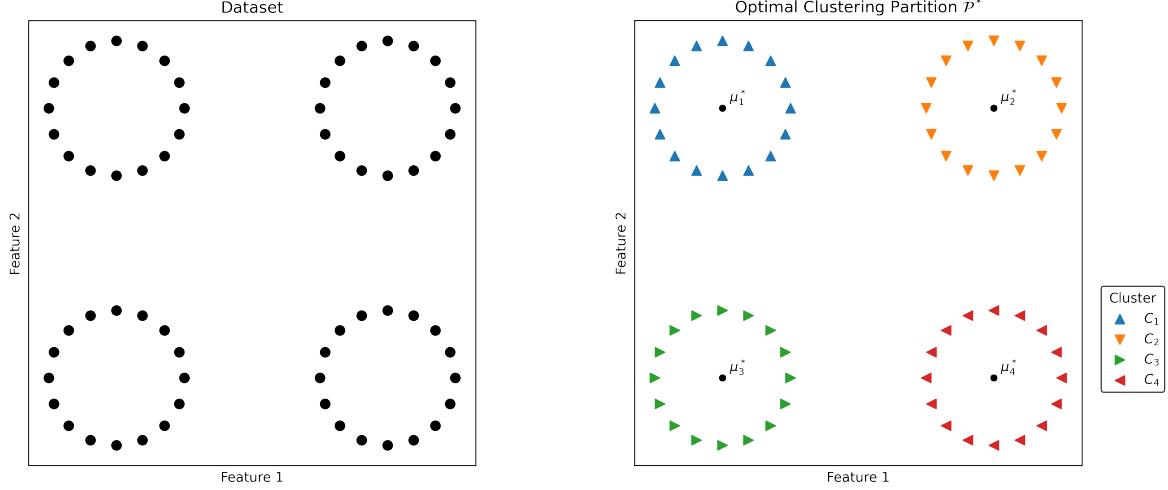 Dataset
Feature 2
Feature 1
Optimal Clustering Partition 𝒫*
μ₁*
μ₂*
μ₃*
μ₄*
Feature 2
Feature 1
Cluster
C₁
C₂
C₃
C₄